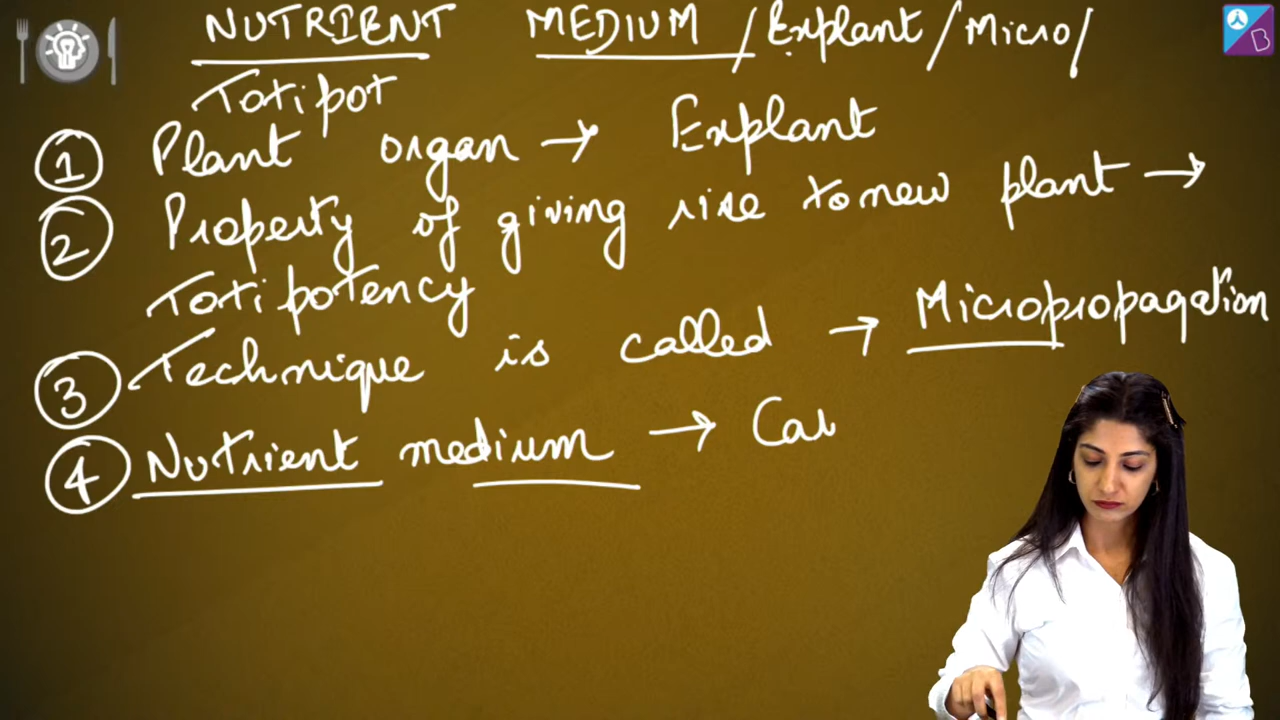 NUTRIENT MEDIUM / Explant / Micro /
Totipot
1 Plant organ → Explant
2 Property of giving rise to new plant →
Totipotency
3 Technique is called → Micropropagation
4 Nutrient medium → Car
B